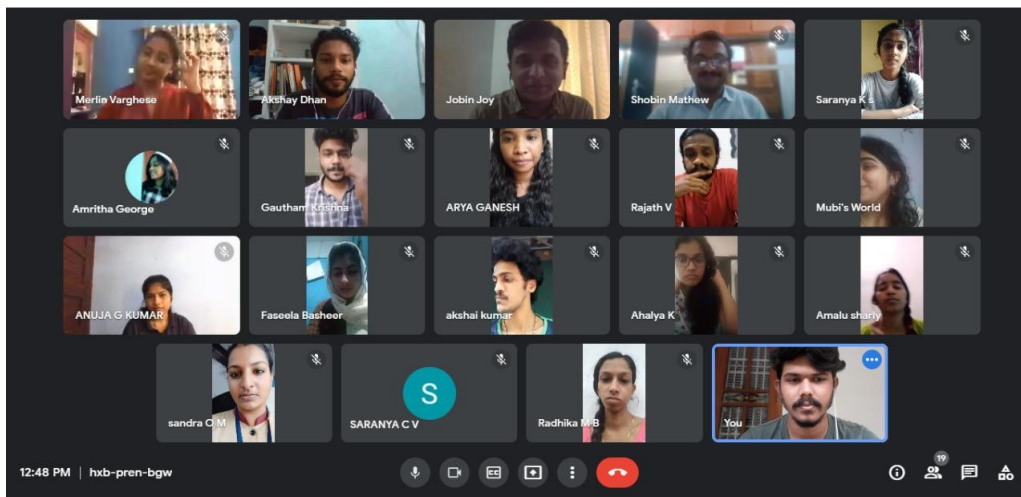 Merlin Varghese
Akshay Dhan
Jobin Joy
Shobin Mathew
Saranya K s
Amritha George
Gautham Krishna
ARYA GANESH
Rajath V
Mubi's World
ANUJA G KUMAR
Faseela Basheer
akshai kumar
Ahalya K
Amalu sharly
sandra O M
S
SARANYA C V
Radhika M B
You
12:48 PM | hxb-pren-bgw
CC
19